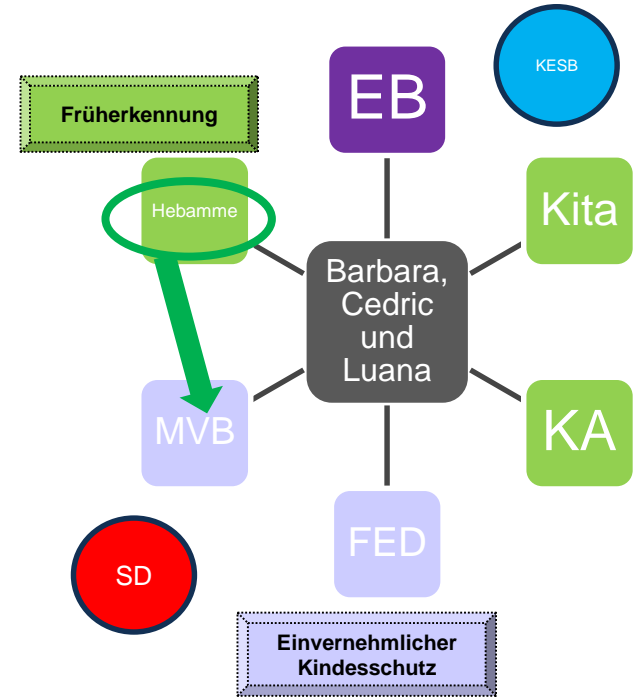 KESB
EB
Früherkennung
Hebamme
Kita
Barbara,
Cedric
und
Luana
MVB
KA
FED
SD
Einvernehmlicher
Kindesschutz